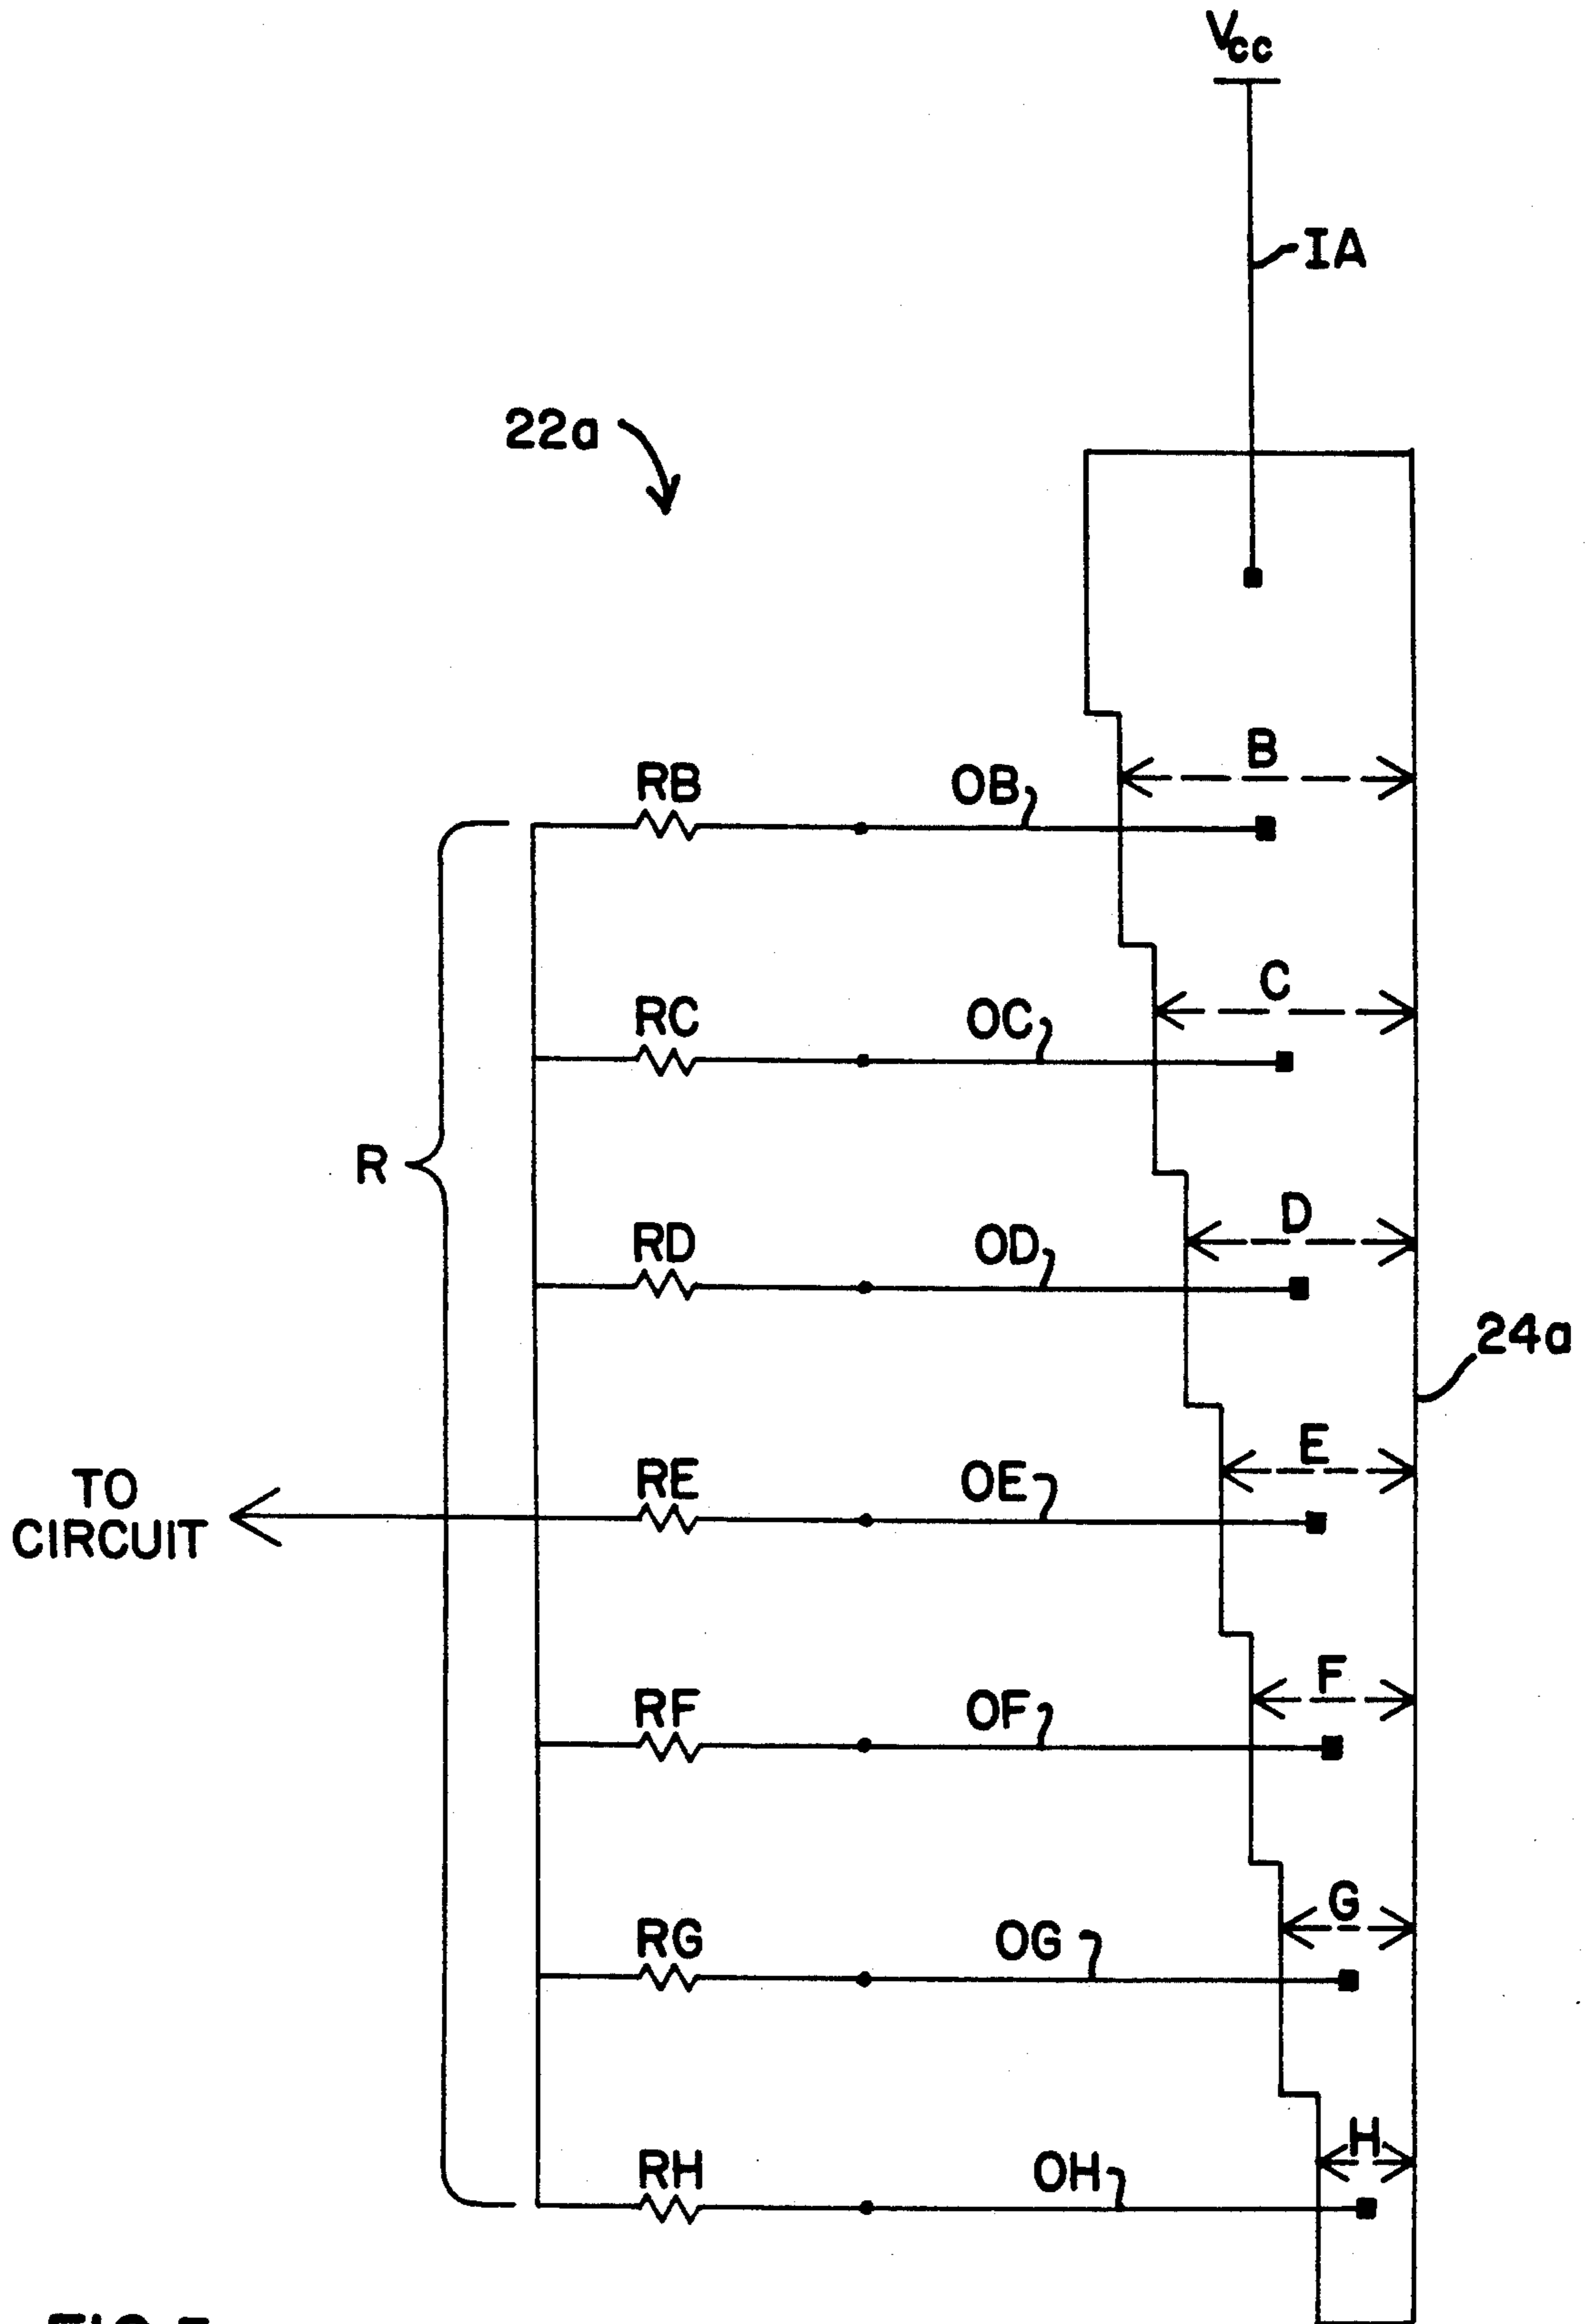 Vcc
IA
22a
B
RB
OB
C
RC
OC
R
D
RD
OD
24a
E
TO
CIRCUIT
RE
OE
F
RF
OF
G
RG
OG
H
RH
OH